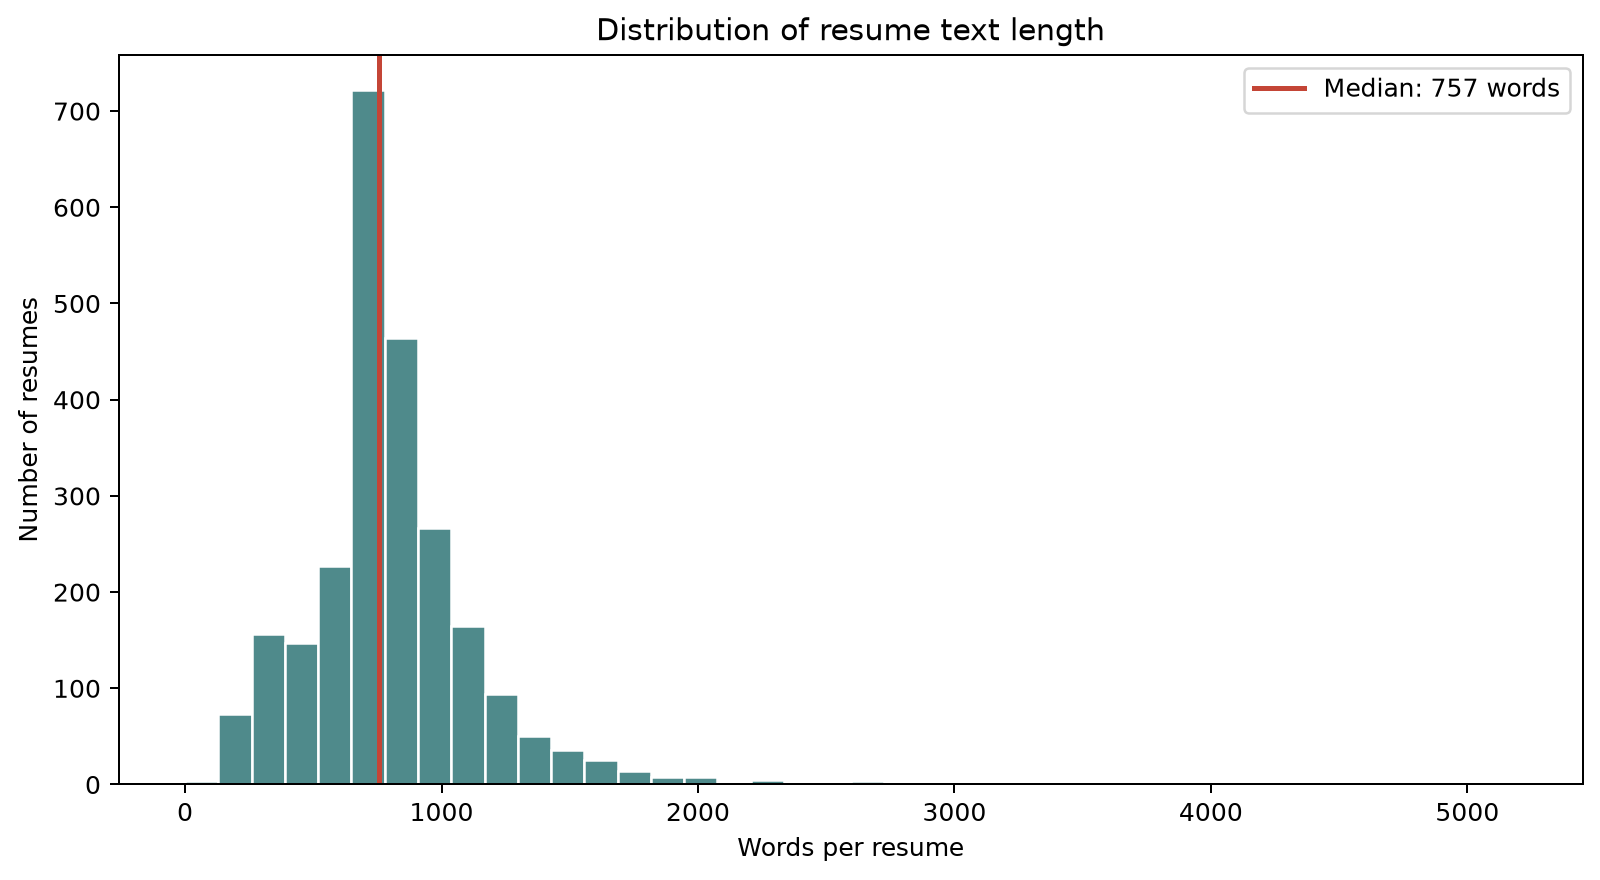 Distribution of resume text length
Median: 757 words
Number of resumes
700
600
500
400
300
200
100
0
0 1000 2000 3000 4000 5000
Words per resume